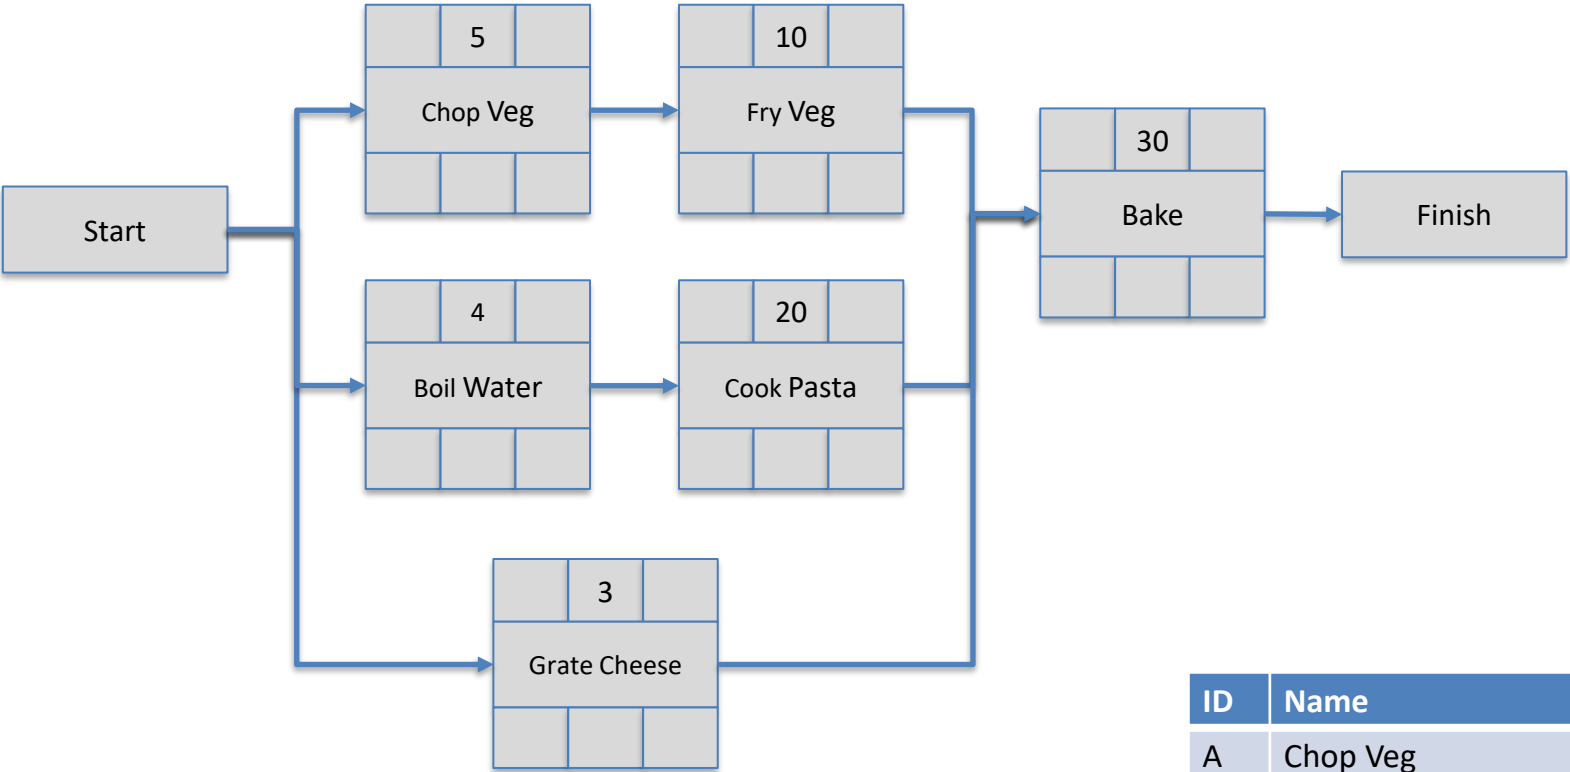 5
10
Chop Veg
Fry Veg
30
Start
Bake
Finish
4
20
Boil Water
Cook Pasta
3
Grate Cheese
ID Name
A Chop Veg